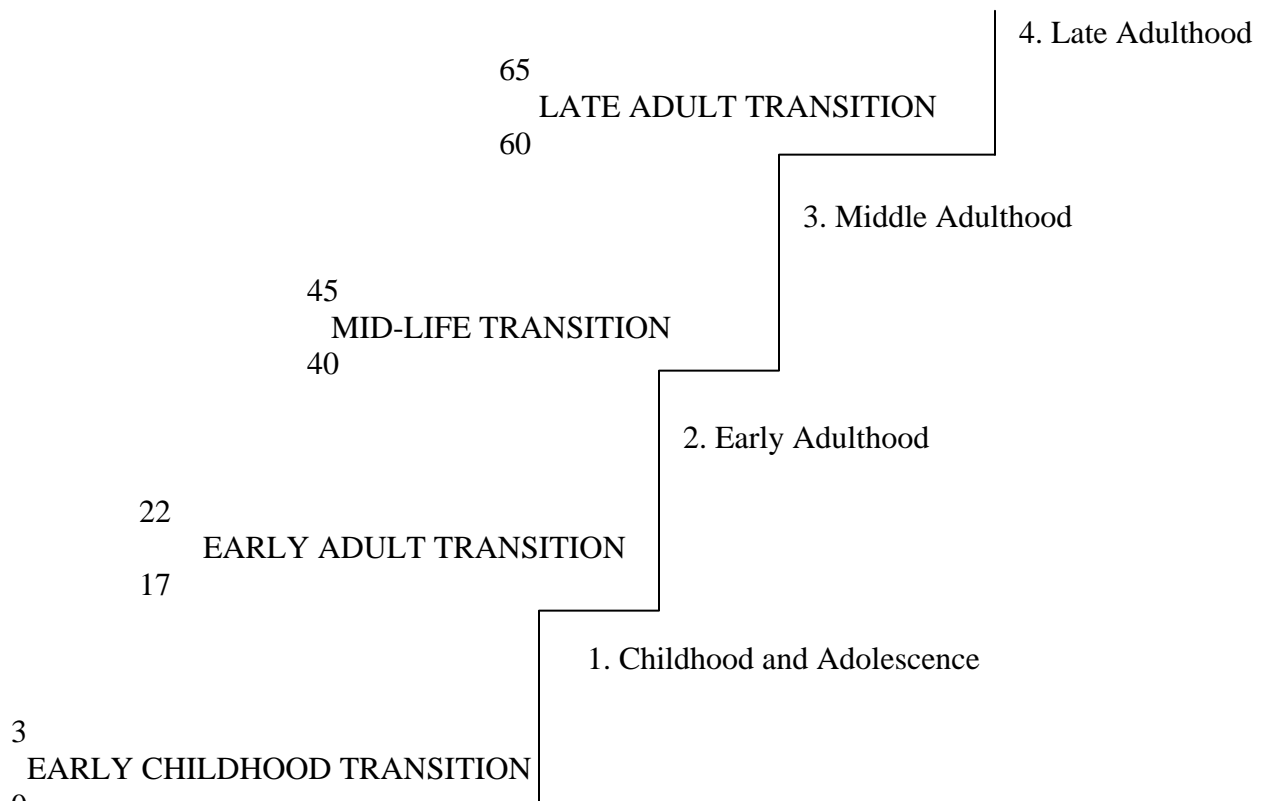 4. Late Adulthood
65
LATE ADULT TRANSITION
60
3. Middle Adulthood
45
MID-LIFE TRANSITION
40
2. Early Adulthood
22
EARLY ADULT TRANSITION
17
1. Childhood and Adolescence
3
EARLY CHILDHOOD TRANSITION